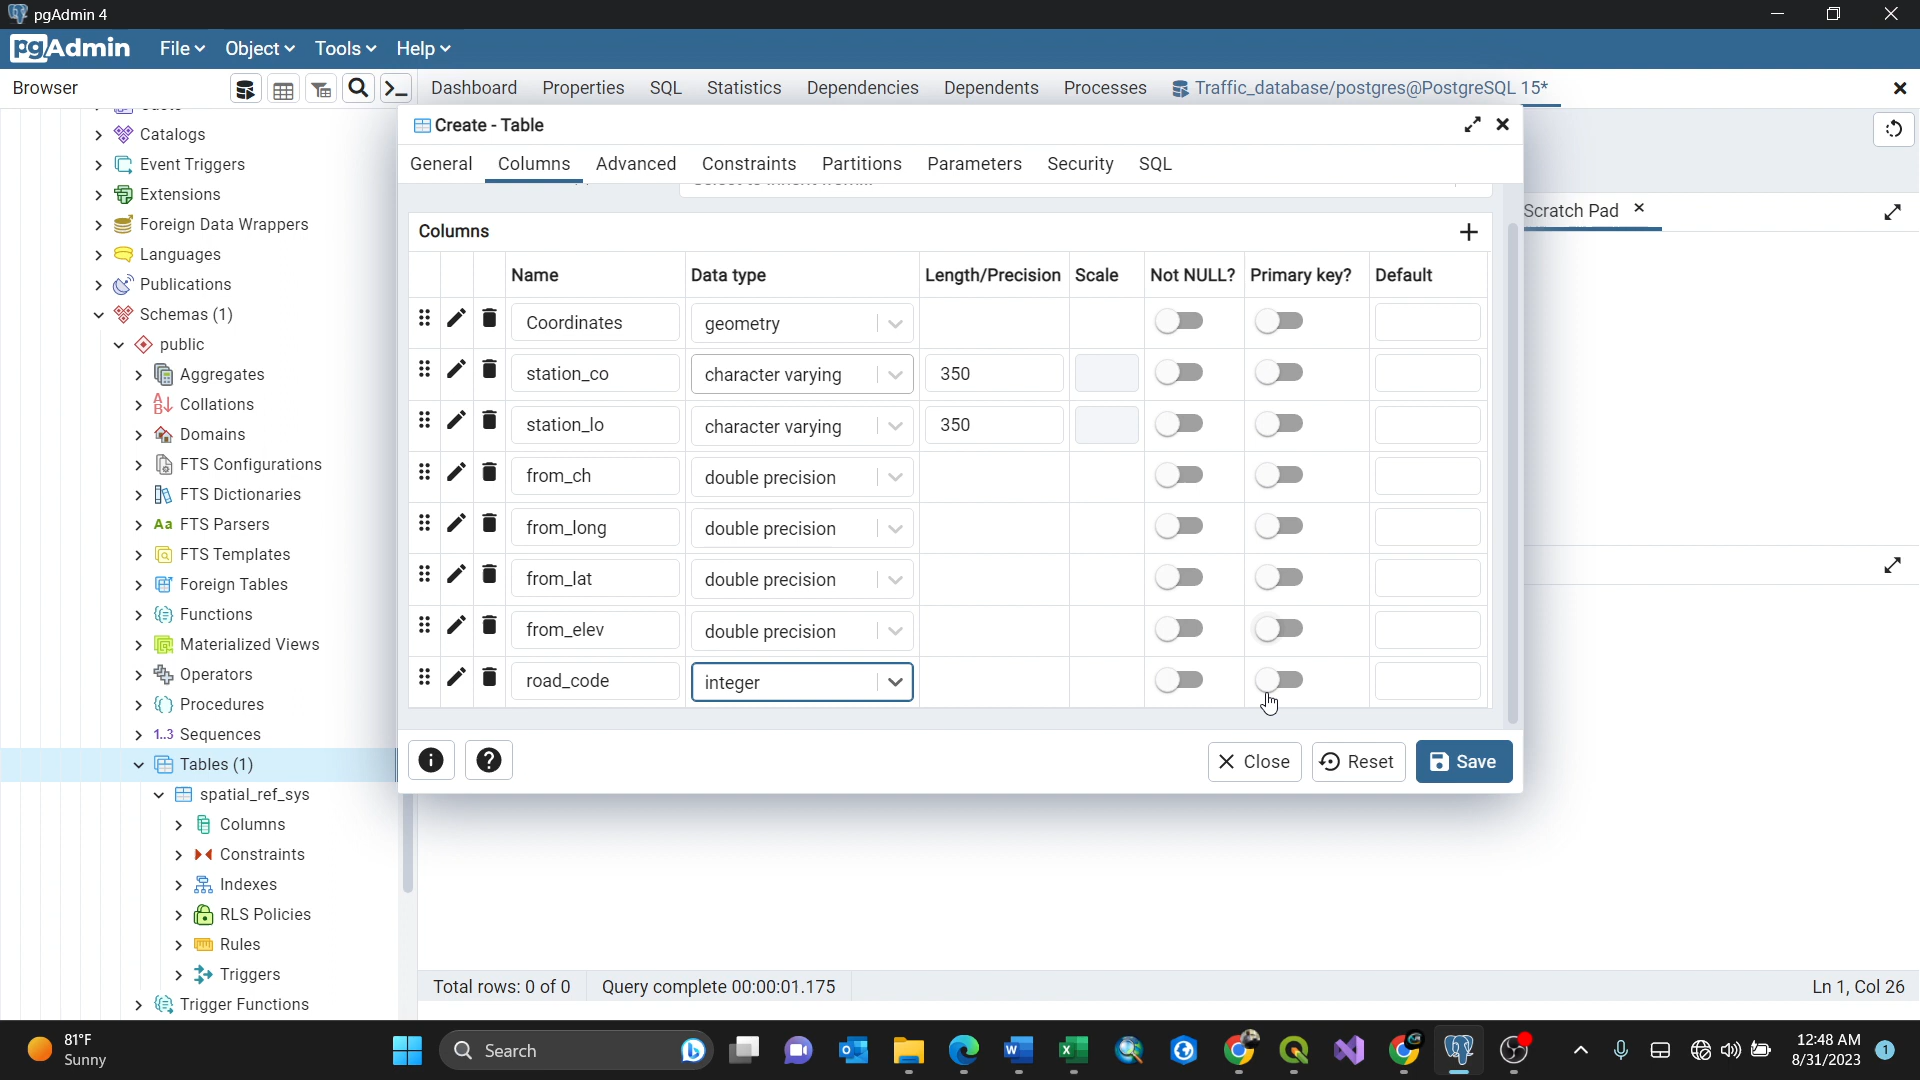 pgAdmin 4
pgAdmin File Object Tools Help
Browser Dashboard Properties SQL Statistics Dependencies Dependents Processes Traffic_database/postgres@PostgreSQL 15*
Catalogs
Event Triggers
Extensions
Foreign Data Wrappers
Languages
Publications
Schemas (1)
public
Aggregates
Collations
Domains
FTS Configurations
FTS Dictionaries
Aa FTS Parsers
FTS Templates
Foreign Tables
Functions
Materialized Views
Operators
Procedures
1..3 Sequences
Tables (1)
spatial_ref_sys
Columns
Constraints
Indexes
RLS Policies
Rules
Triggers
Trigger Functions
Create - Table
General Columns Advanced Constraints Partitions Parameters Security SQL
Columns
Name Data type Length/Precision Scale Not NULL? Primary key? Default
Coordinates geometry
station_co character varying 350
station_lo character varying 350
from_ch double precision
from_long double precision
from_lat double precision
from_elev double precision
road_code integer
Close Reset Save
Scratch Pad
Total rows: 0 of 0 Query complete 00:00:01.175 Ln 1, Col 26
81°F
Sunny
Search
12:48 AM
8/31/2023
1